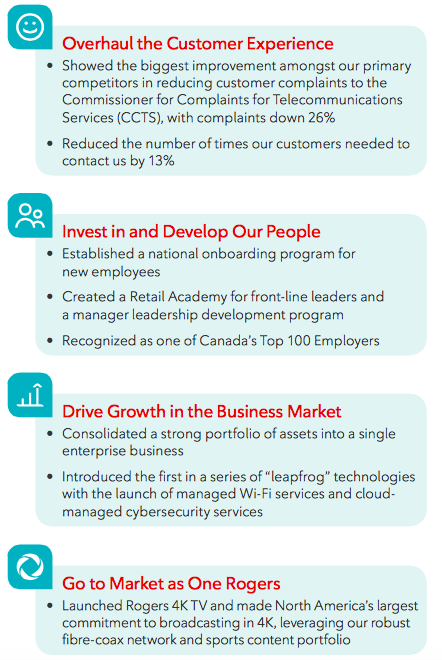 Overhaul the Customer Experience
• Showed the biggest improvement amongst our primary
competitors in reducing customer complaints to the
Commissioner for Complaints for Telecommunications
Services (CCTS), with complaints down 26%
• Reduced the number of times our customers needed to
contact us by 13%
Invest in and Develop Our People
• Established a national onboarding program for
new employees
• Created a Retail Academy for front-line leaders and
a manager leadership development program
• Recognized as one of Canada's Top 100 Employers
Drive Growth in the Business Market
• Consolidated a strong portfolio of assets into a single
enterprise business
• Introduced the first in a series of “leapfrog” technologies
with the launch of managed Wi-Fi services and cloud-
managed cybersecurity services
Go to Market as One Rogers
• Launched Rogers 4K TV and made North America's largest
commitment to broadcasting in 4K, leveraging our robust
fibre-coax network and sports content portfolio